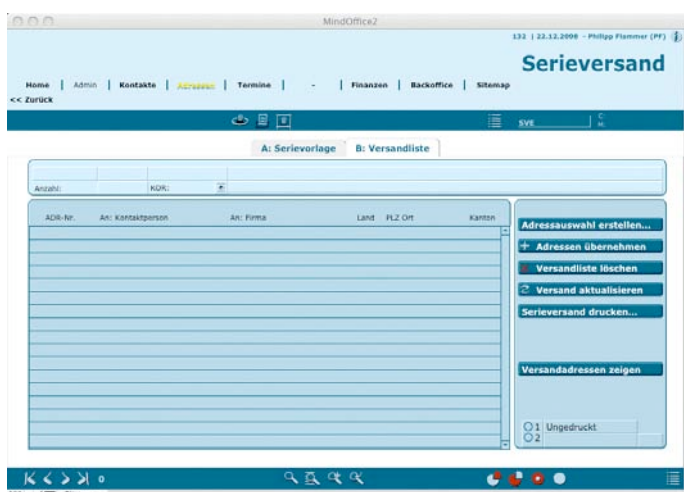 MindOffice2
132 | 22.12.2008 - Philipp Flammer (PF)
Serieversand
Home | Admin | Kontakte | Adressen | Termine | - | Finanzen | Backoffice | Sitemap
<< Zurück
SVE
A: Serievorlage B: Versandliste
Anzahl: KOR:
ADR-Nr. An: Kontaktperson An: Firma Land PLZ Ort Kanton
Adressauswahl erstellen...
Adressen übernehmen
Versandliste löschen
Versand aktualisieren
Serieversand drucken...
Versandadressen zeigen
1 Ungedruckt
2
0